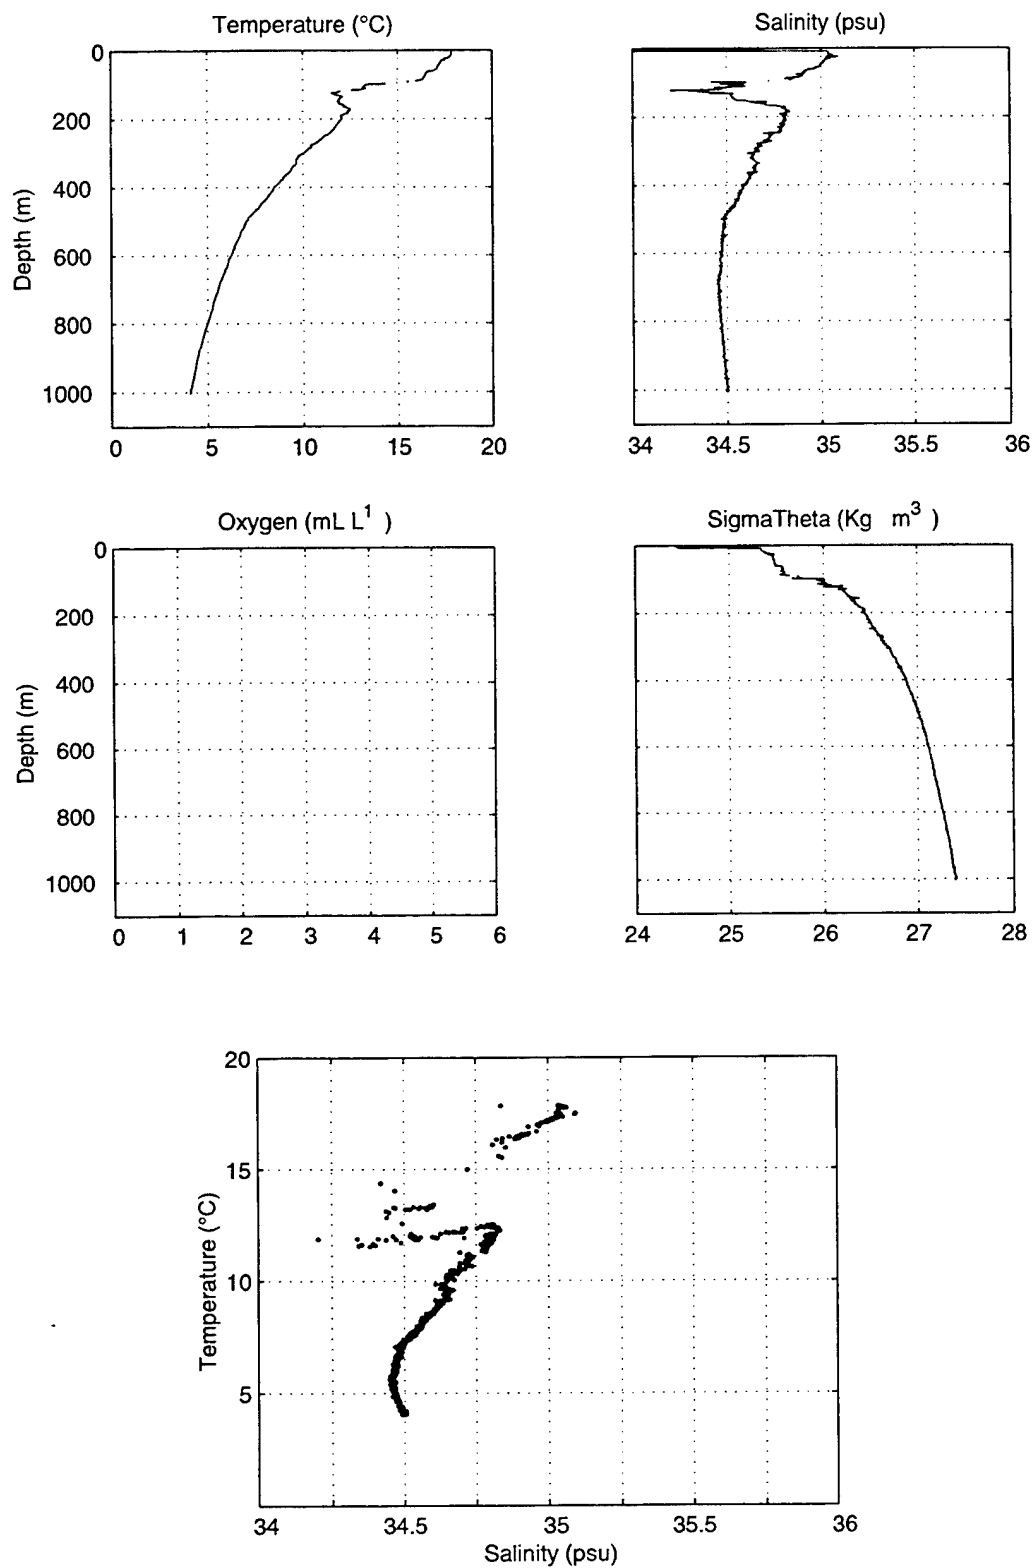 Temperature (°C)
Salinity (psu)
0
200
400
600
800
1000
Depth (m)
0 5 10 15 20
34 34.5 35 35.5 36
Oxygen (mL L1 )
SigmaTheta (Kg m3 )
0
200
400
600
800
1000
Depth (m)
0 1 2 3 4 5 6
24 25 26 27 28
20
15
10
5
Temperature (°C)
34 34.5 35 35.5 36
Salinity (psu)